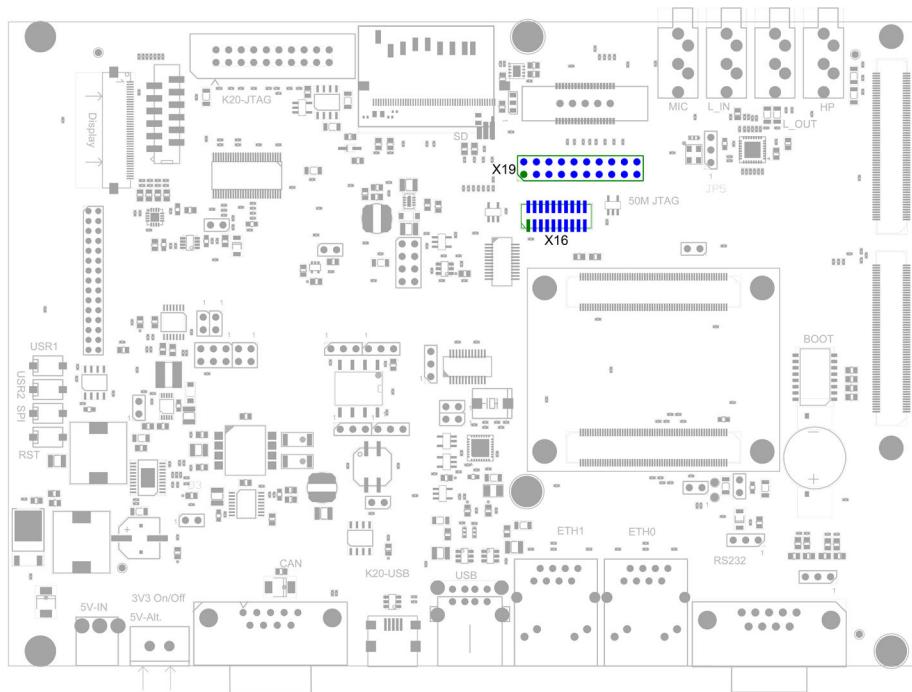 MIC
L_IN
HP
L_OUT
K20-JTAG
SD
Display
X19
JP5
50M JTAG
X16
USR1
USR2
SPI
RST
BOOT
+
1
ETH1
ETH0
RS232
CAN
K20-USB
USB
3V3 On/Off
5V-IN
5V-Alt.